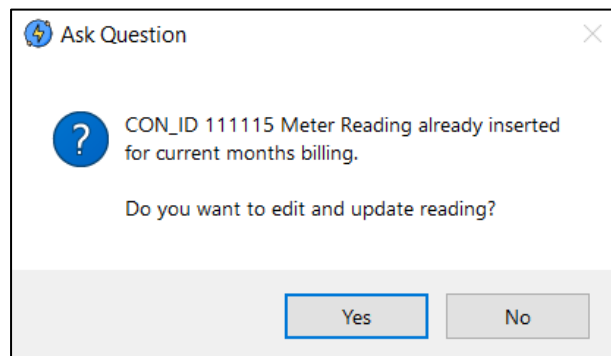 Ask Question
CON_ID 111115 Meter Reading already inserted
for current months billing.
Do you want to edit and update reading?
Yes
No